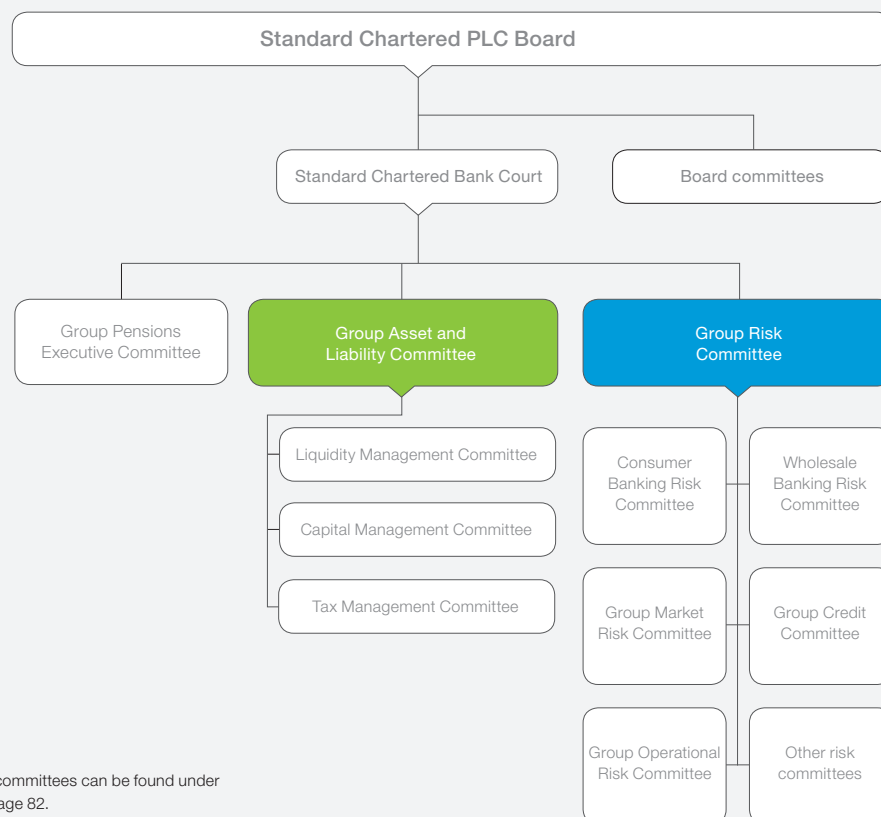 Standard Chartered PLC Board
Standard Chartered Bank Court
Board committees
Group Pensions
Executive Committee
Group Asset and
Liability Committee
Group Risk
Committee
Liquidity Management Committee
Capital Management Committee
Tax Management Committee
Consumer
Banking Risk
Committee
Wholesale
Banking Risk
Committee
Group Market
Risk Committee
Group Credit
Committee
Group Operational
Risk Committee
Other risk
committees
committees can be found under
age 82.